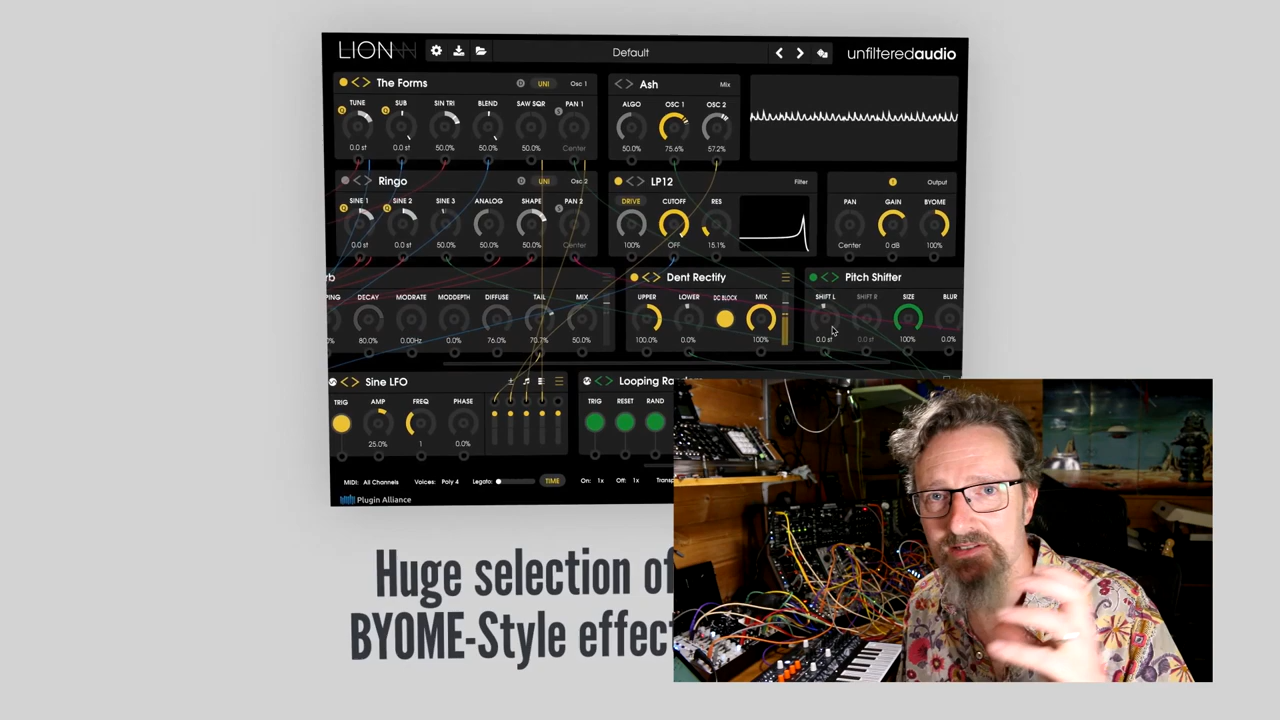 LION
Default
unfilteredaudio
The Forms
D UNI Osc 1
TUNE SUB SIN TRI BLEND SAW SQR PAN 1
0.0 st 0.0 st 50.0% 50.0% 50.0% Center
Ash Mix
ALGO OSC 1 OSC 2
50.0% 75.6% 57.2%
Ringo
D UNI Osc 2
SINE 1 SINE 2 SINE 3 ANALOG SHAPE PAN 2
0.0 st 0.0 st 50.0% 50.0% 50.0% Center
LP12 Filter
DRIVE CUTOFF RES
100% OFF 15.1%
Output
PAN GAIN BYOME
Center 0 dB 100%
rb
PING DECAY MODRATE MODDEPTH DIFFUSE TAIL MIX
80.0% 0.00Hz 0.0% 76.0% 70.7% 50.0%
Dent Rectify
UPPER LOWER DC BLOCK MIX
100.0% 0.0% 100%
Pitch Shifter
SHIFT L SHIFT R SIZE BLUR
0.0 st 0.0 st 100% 0.0%
Sine LFO
TRIG AMP FREQ PHASE
25.0% 1 0.0%
Looping Random
TRIG RESET RAND
MIDI: All Channels Voices: Poly 4 Legato: TIME On: 1x Off: 1x Transp
Plugin Alliance
Huge selection of
BYOME-Style effec